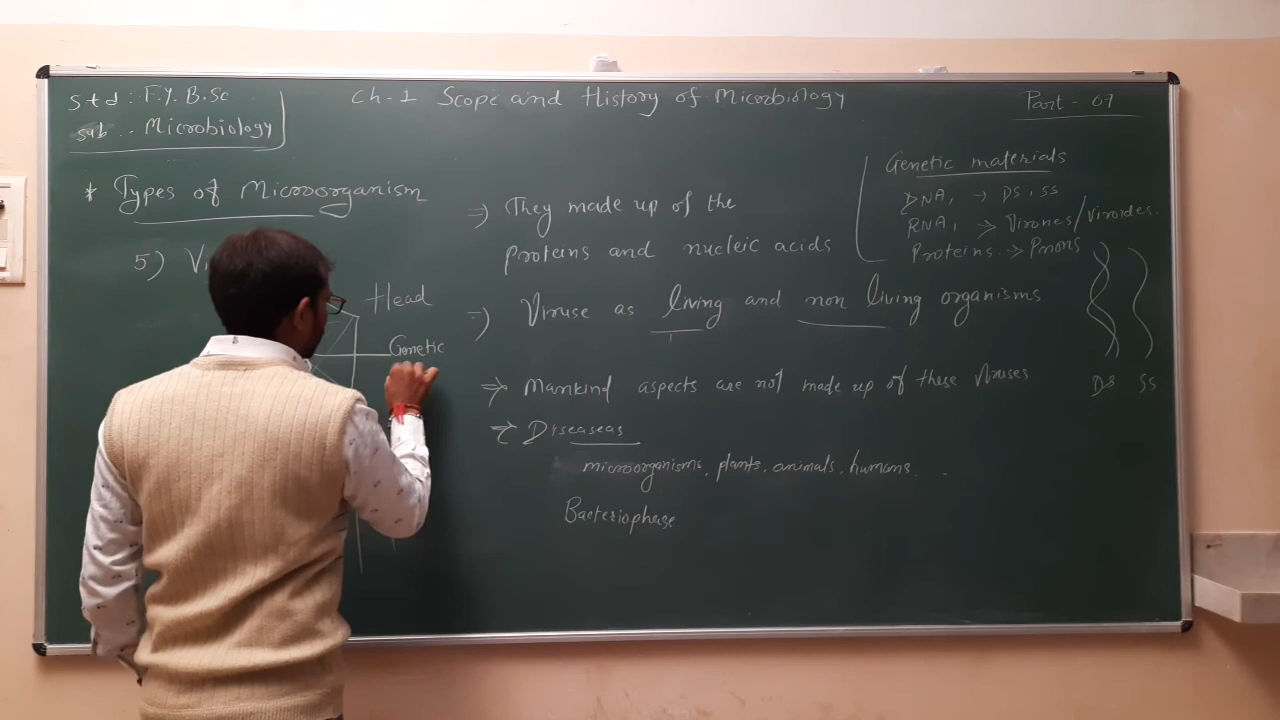 std: F.Y. B.Sc
sub:- Microbiology
Ch-1 Scope and History of Microbiology
Part - 07
* Types of Microorganism
5) Vi
Head
Genetic
=) They made up of the
proteins and nucleic acids
=) Viruse as living and non living organisms
=> Mankind aspects are not made up of these Viruses
Diseaseas
microorganisms, plants, animals, humans. ..
Bacteriophase
Genetic materials
DNA, → DS, SS
RNA, → Virones/Viroides.
Proteins → Prions
DS SS